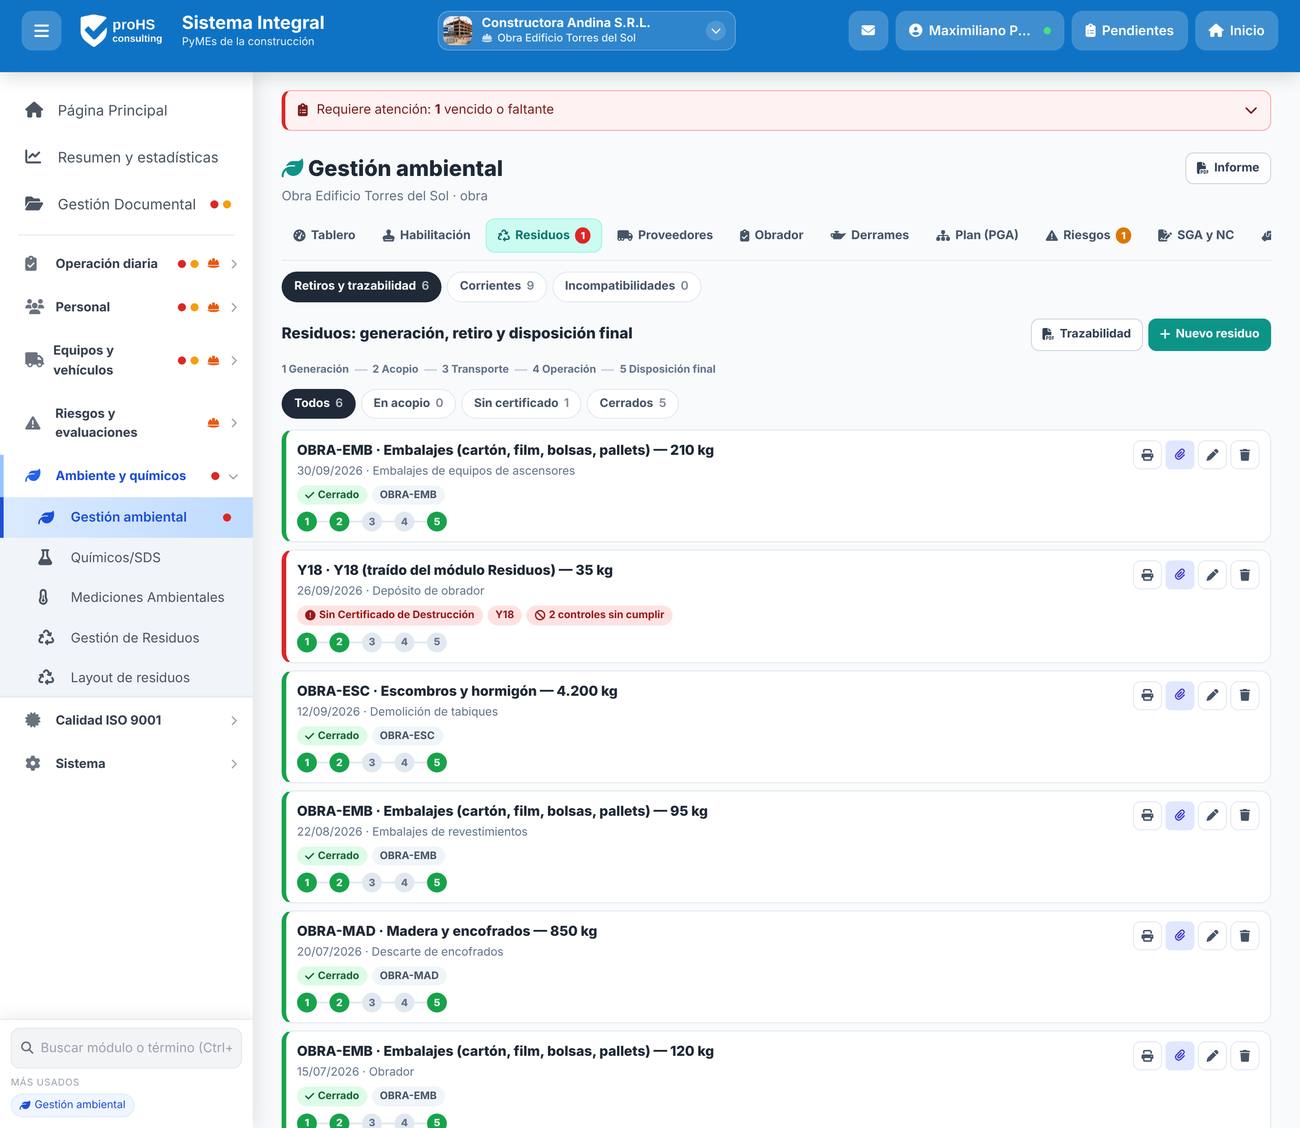 proHS
consulting
Sistema Integral
PyMEs de la construcción
Constructora Andina S.R.L.
Obra Edificio Torres del Sol
Maximiliano P...
Pendientes
Inicio
Página Principal
Resumen y estadísticas
Gestión Documental
Operación diaria
Personal
Equipos y
vehículos
Riesgos y
evaluaciones
Ambiente y químicos
Gestión ambiental
Químicos/SDS
Mediciones Ambientales
Gestión de Residuos
Layout de residuos
Calidad ISO 9001
Sistema
Buscar módulo o término (Ctrl+
MÁS USADOS
Gestión ambiental
Requiere atención: 1 vencido o faltante
Gestión ambiental
Informe
Obra Edificio Torres del Sol · obra
Tablero
Habilitación
Residuos 1
Proveedores
Obrador
Derrames
Plan (PGA)
Riesgos 1
SGA y NC
Retiros y trazabilidad 6
Corrientes 9
Incompatibilidades 0
Residuos: generación, retiro y disposición final
Trazabilidad
+ Nuevo residuo
1 Generación — 2 Acopio — 3 Transporte — 4 Operación — 5 Disposición final
Todos 6
En acopio 0
Sin certificado 1
Cerrados 5
OBRA-EMB · Embalajes (cartón, film, bolsas, pallets) — 210 kg
30/09/2026 · Embalajes de equipos de ascensores
Cerrado OBRA-EMB
1 2 3 4 5
Y18 · Y18 (traído del módulo Residuos) — 35 kg
26/09/2026 · Depósito de obrador
Sin Certificado de Destrucción Y18 2 controles sin cumplir
1 2 3 4 5
OBRA-ESC · Escombros y hormigón — 4.200 kg
12/09/2026 · Demolición de tabiques
Cerrado OBRA-ESC
1 2 3 4 5
OBRA-EMB · Embalajes (cartón, film, bolsas, pallets) — 95 kg
22/08/2026 · Embalajes de revestimientos
Cerrado OBRA-EMB
1 2 3 4 5
OBRA-MAD · Madera y encofrados — 850 kg
20/07/2026 · Descarte de encofrados
Cerrado OBRA-MAD
1 2 3 4 5
OBRA-EMB · Embalajes (cartón, film, bolsas, pallets) — 120 kg
15/07/2026 · Obrador
Cerrado OBRA-EMB
1 2 3 4 5